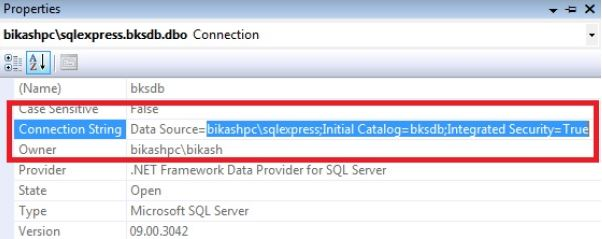 Properties
bikashpc\sqlexpress.bksdb.dbo Connection
(Name) bksdb
Case Sensitive False
Connection String Data Source=bikashpc\sqlexpress;Initial Catalog=bksdb;Integrated Security=True
Owner bikashpc\bikash
Provider .NET Framework Data Provider for SQL Server
State Open
Type Microsoft SQL Server
Version 09.00.3042